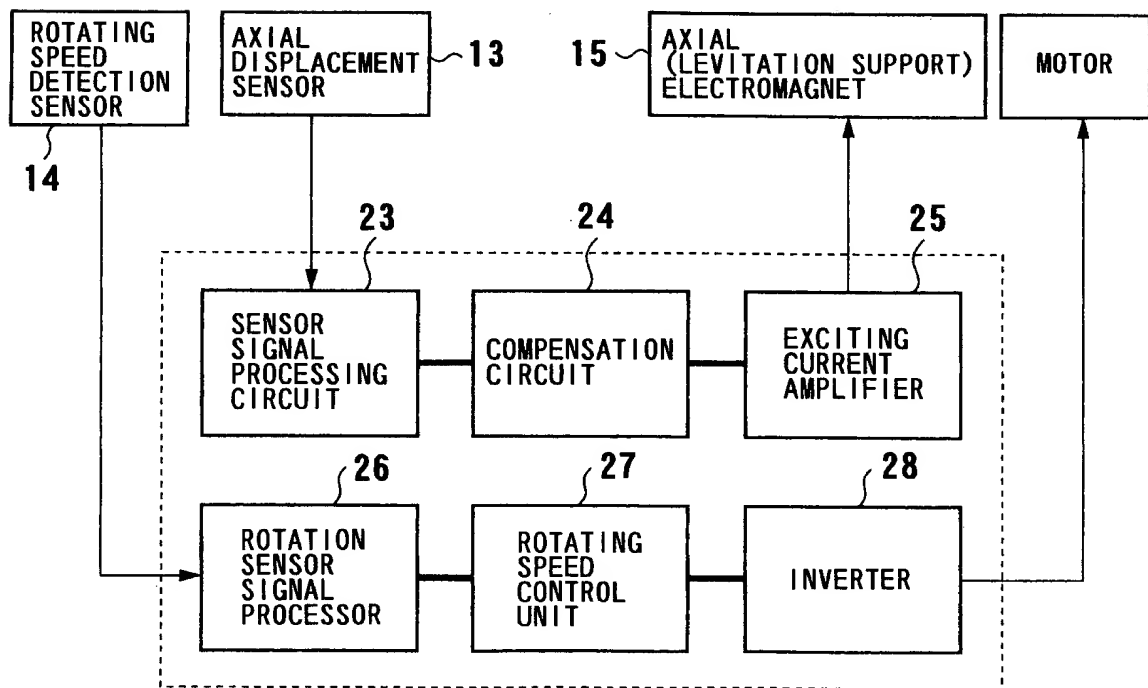 ROTATING
SPEED
DETECTION
SENSOR
14
AXIAL
DISPLACEMENT
SENSOR
13
15
AXIAL
(LEVITATION SUPPORT)
ELECTROMAGNET
MOTOR
23
SENSOR
SIGNAL
PROCESSING
CIRCUIT
24
COMPENSATION
CIRCUIT
25
EXCITING
CURRENT
AMPLIFIER
26
ROTATION
SENSOR
SIGNAL
PROCESSOR
27
ROTATING
SPEED
CONTROL
UNIT
28
INVERTER